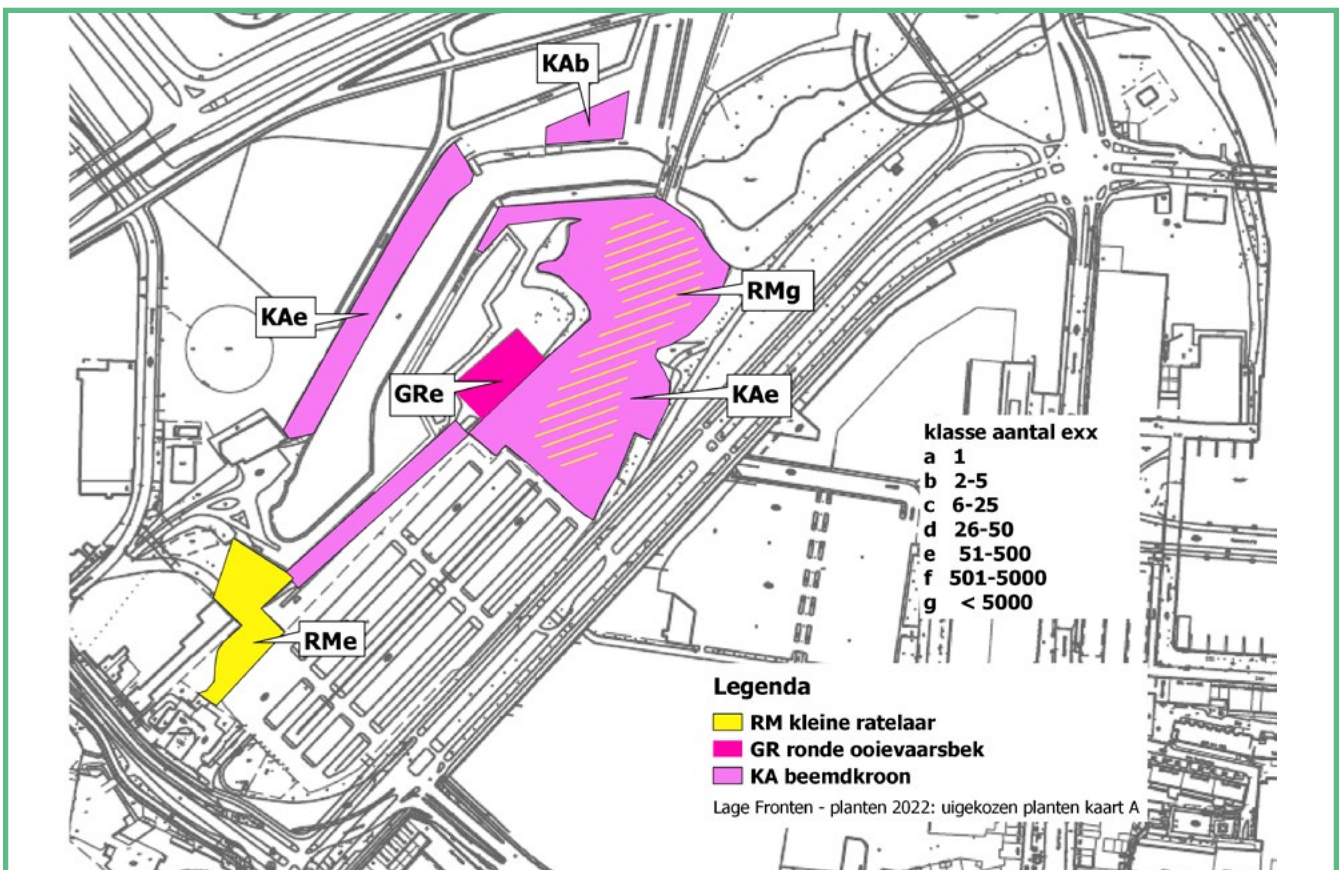 KAb
RMg
KAe
GRe
KAe
RMe
klasse aantal exx
a 1
b 2-5
c 6-25
d 26-50
e 51-500
f 501-5000
g < 5000
Legenda
RM kleine ratelaar
GR ronde ooievaarsbek
KA beemdkroon
Lage Fronten - planten 2022: uigekozen planten kaart A